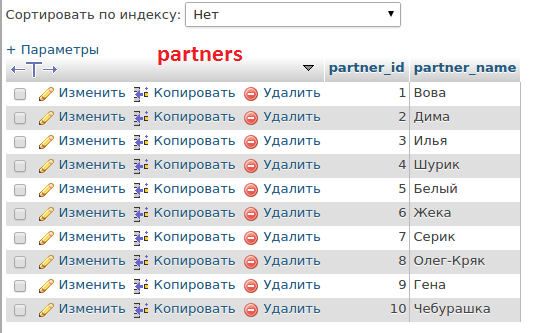 Сортировать по индексу: Нет
+ Параметры
partners
partner_id partner_name
Изменить Копировать Удалить 1 Вова
Изменить Копировать Удалить 2 Дима
Изменить Копировать Удалить 3 Илья
Изменить Копировать Удалить 4 Шурик
Изменить Копировать Удалить 5 Белый
Изменить Копировать Удалить 6 Жека
Изменить Копировать Удалить 7 Серик
Изменить Копировать Удалить 8 Олег-Кряк
Изменить Копировать Удалить 9 Гена
Изменить Копировать Удалить 10 Чебурашка